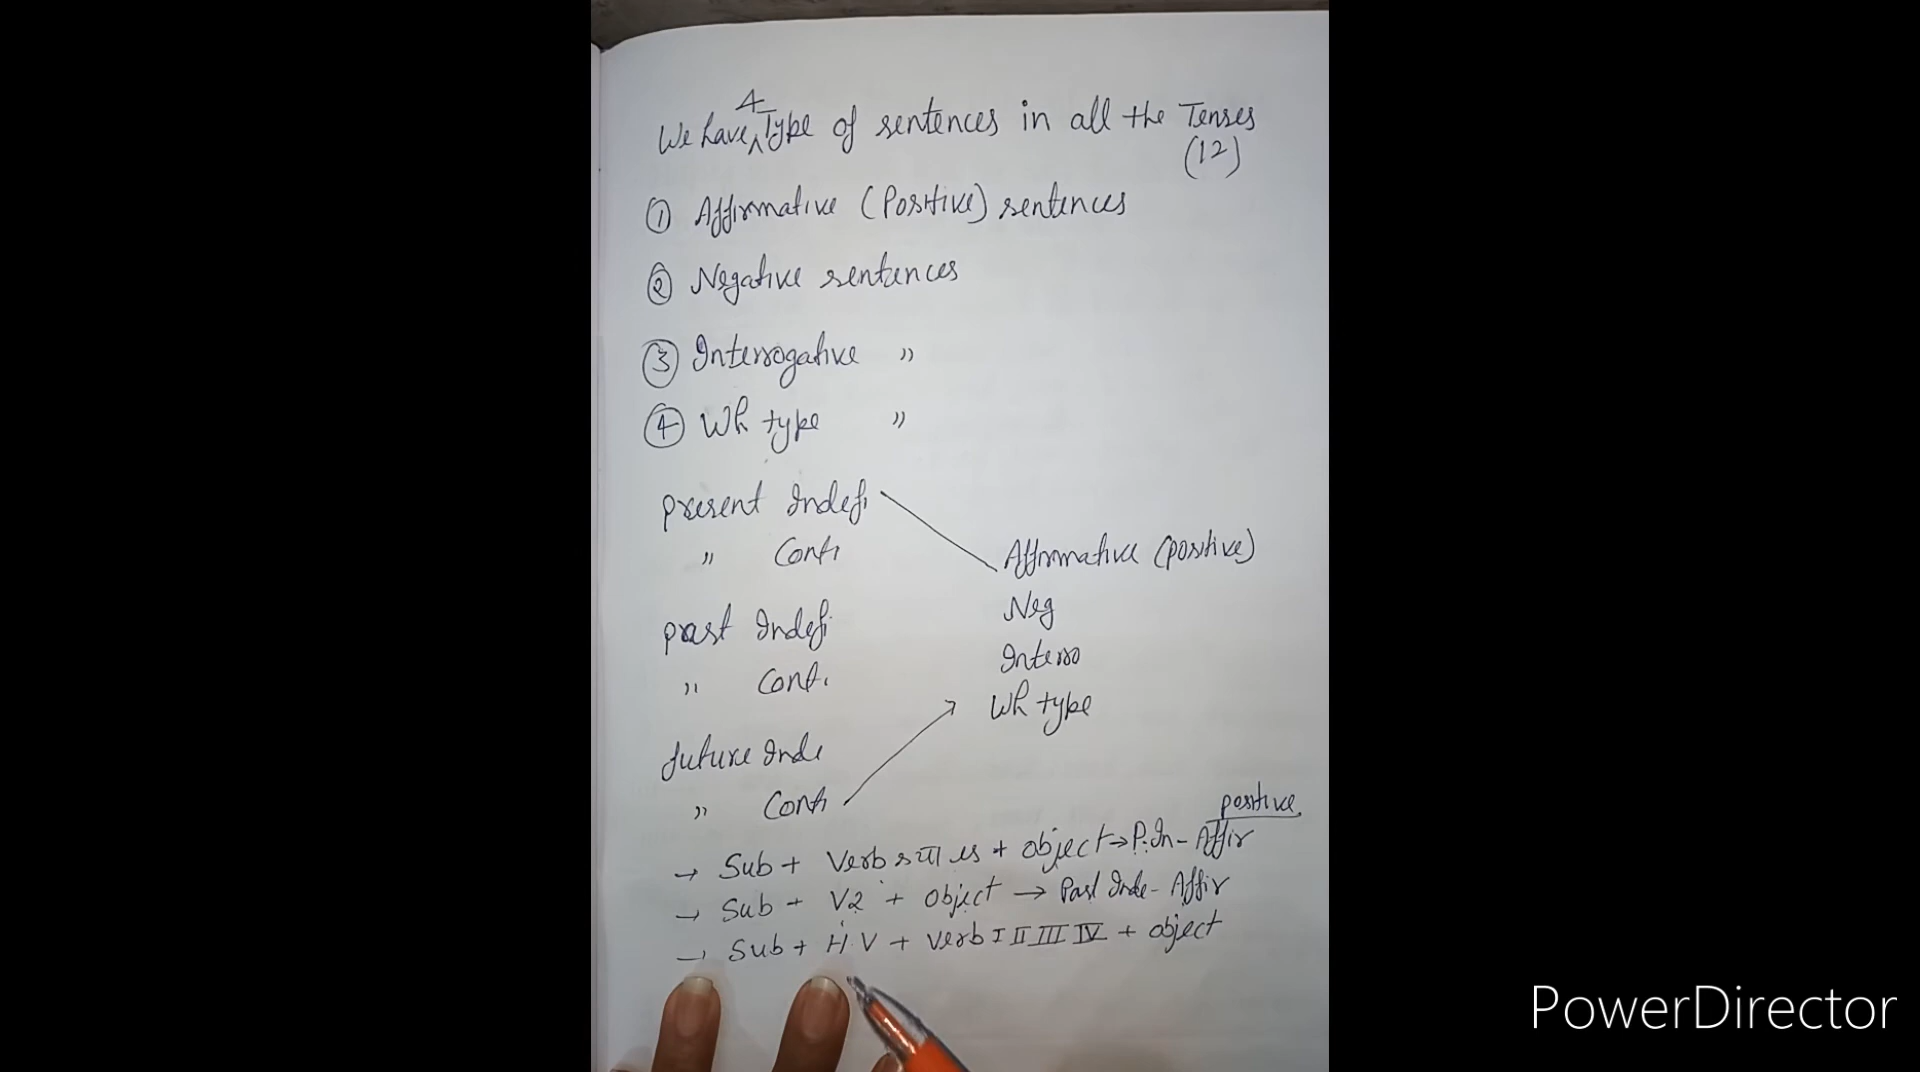 We have 4 Type of sentences in all the Tenses
(12)
① Affirmative (Positive) sentences
② Negative sentences
③ Interrogative "
④ Wh type "
present Indefi
" Conti
Affirmative (positive)
Neg
past Indefi
Interro
" Conti
Wh type
future Inde
" Conti
positive
→ Sub + Verb + object → P.In - Affir
→ Sub + V2 + object → Past Inde - Affir
→ Sub + H.V + verb I II III IV + object
PowerDirector